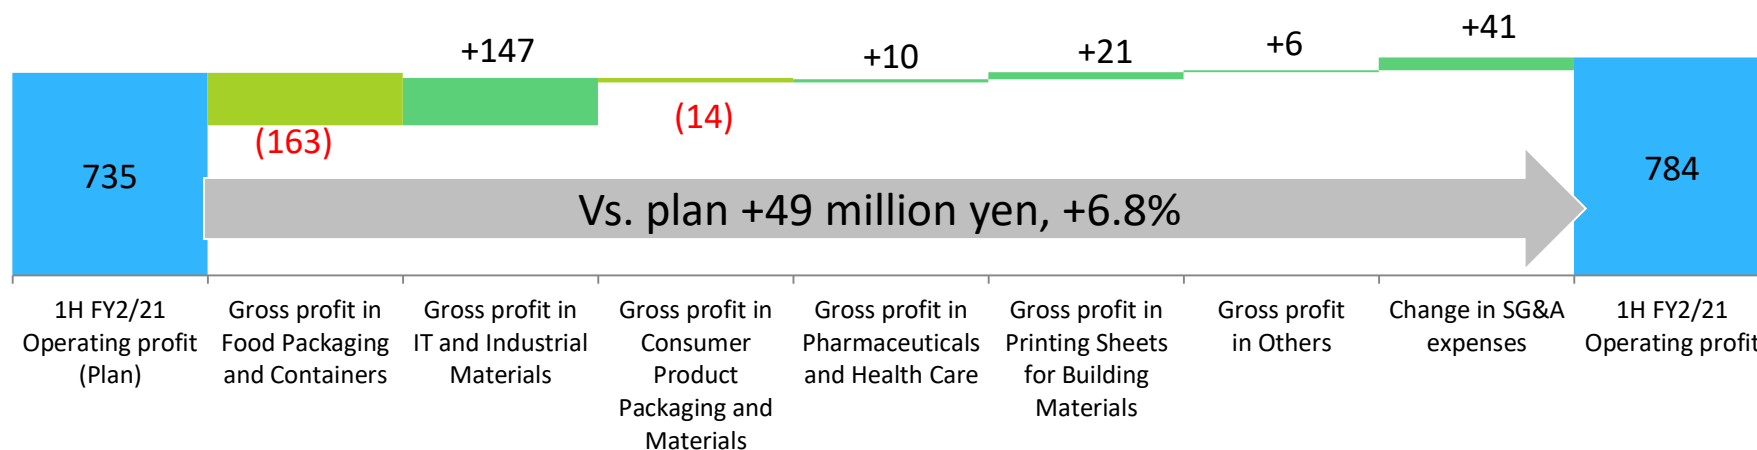 +147
+10
+21
+6
+41
(163)
(14)
735
784
Vs. plan +49 million yen, +6.8%
1H FY2/21
Operating profit
(Plan)
Gross profit in
Food Packaging
and Containers
Gross profit in
IT and Industrial
Materials
Gross profit in
Consumer
Product
Packaging and
Materials
Gross profit in
Pharmaceuticals
and Health Care
Gross profit in
Printing Sheets
for Building
Materials
Gross profit
in Others
Change in SG&A
expenses
1H FY2/21
Operating profit